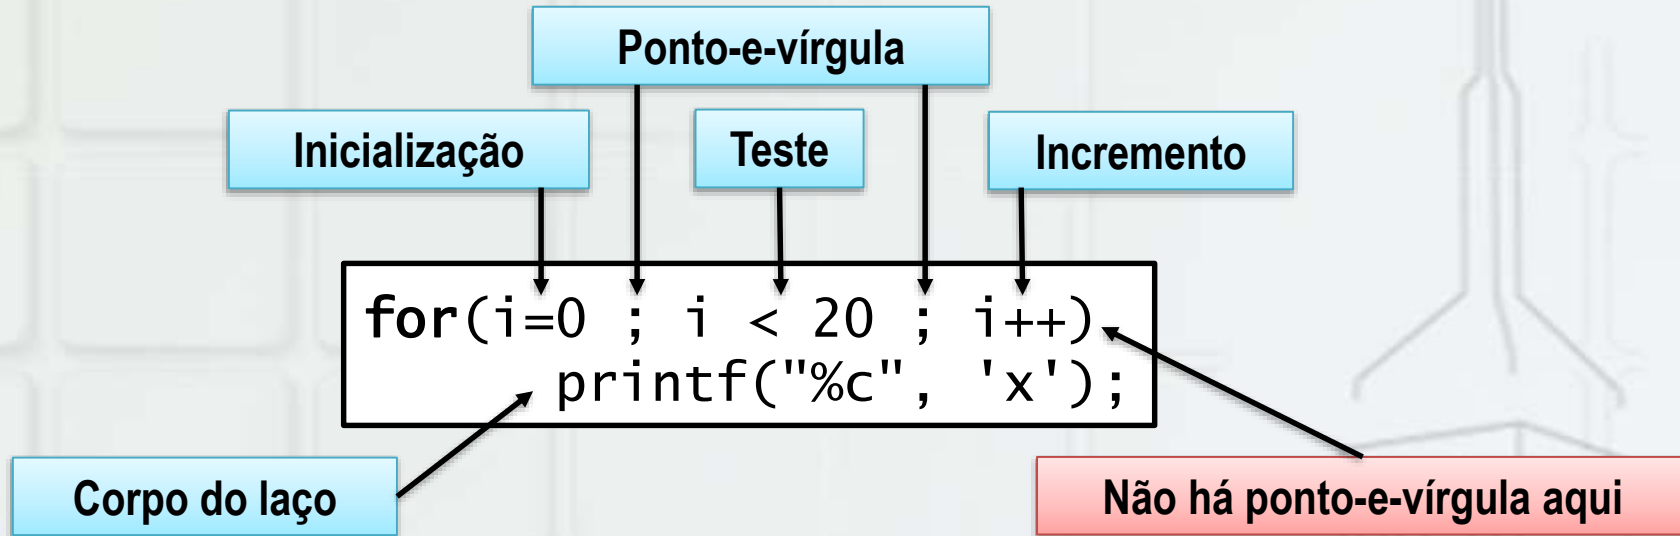 Ponto-e-vírgula
Inicialização
Teste
Incremento
for(i=0 ; i < 20 ; i++)
printf("%c", 'x');
Corpo do laço
Não há ponto-e-vírgula aqui